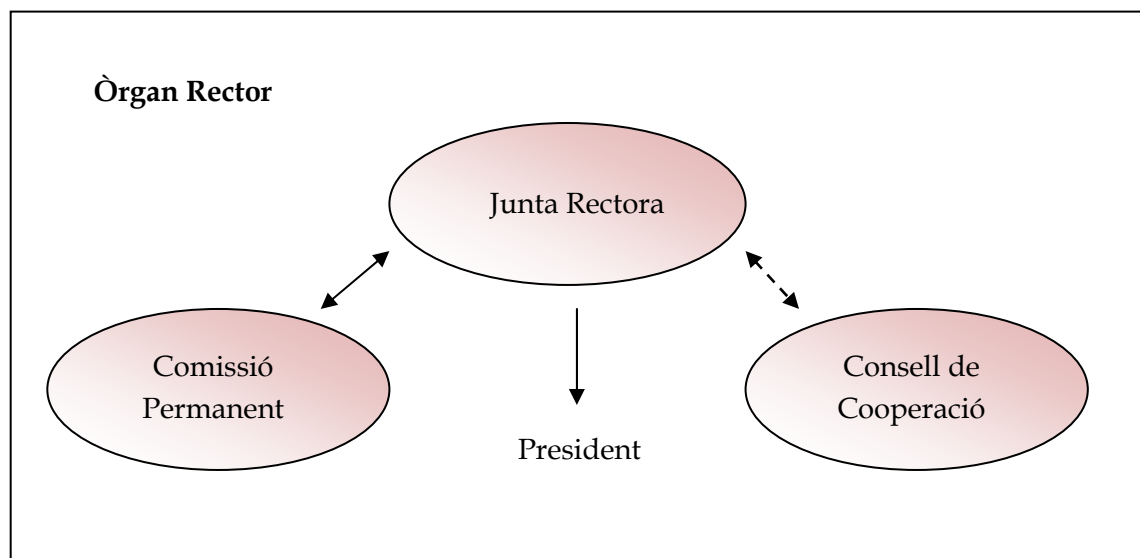 Òrgan Rector
Junta Rectora
Comissió
Permanent
Consell de
Cooperació
President